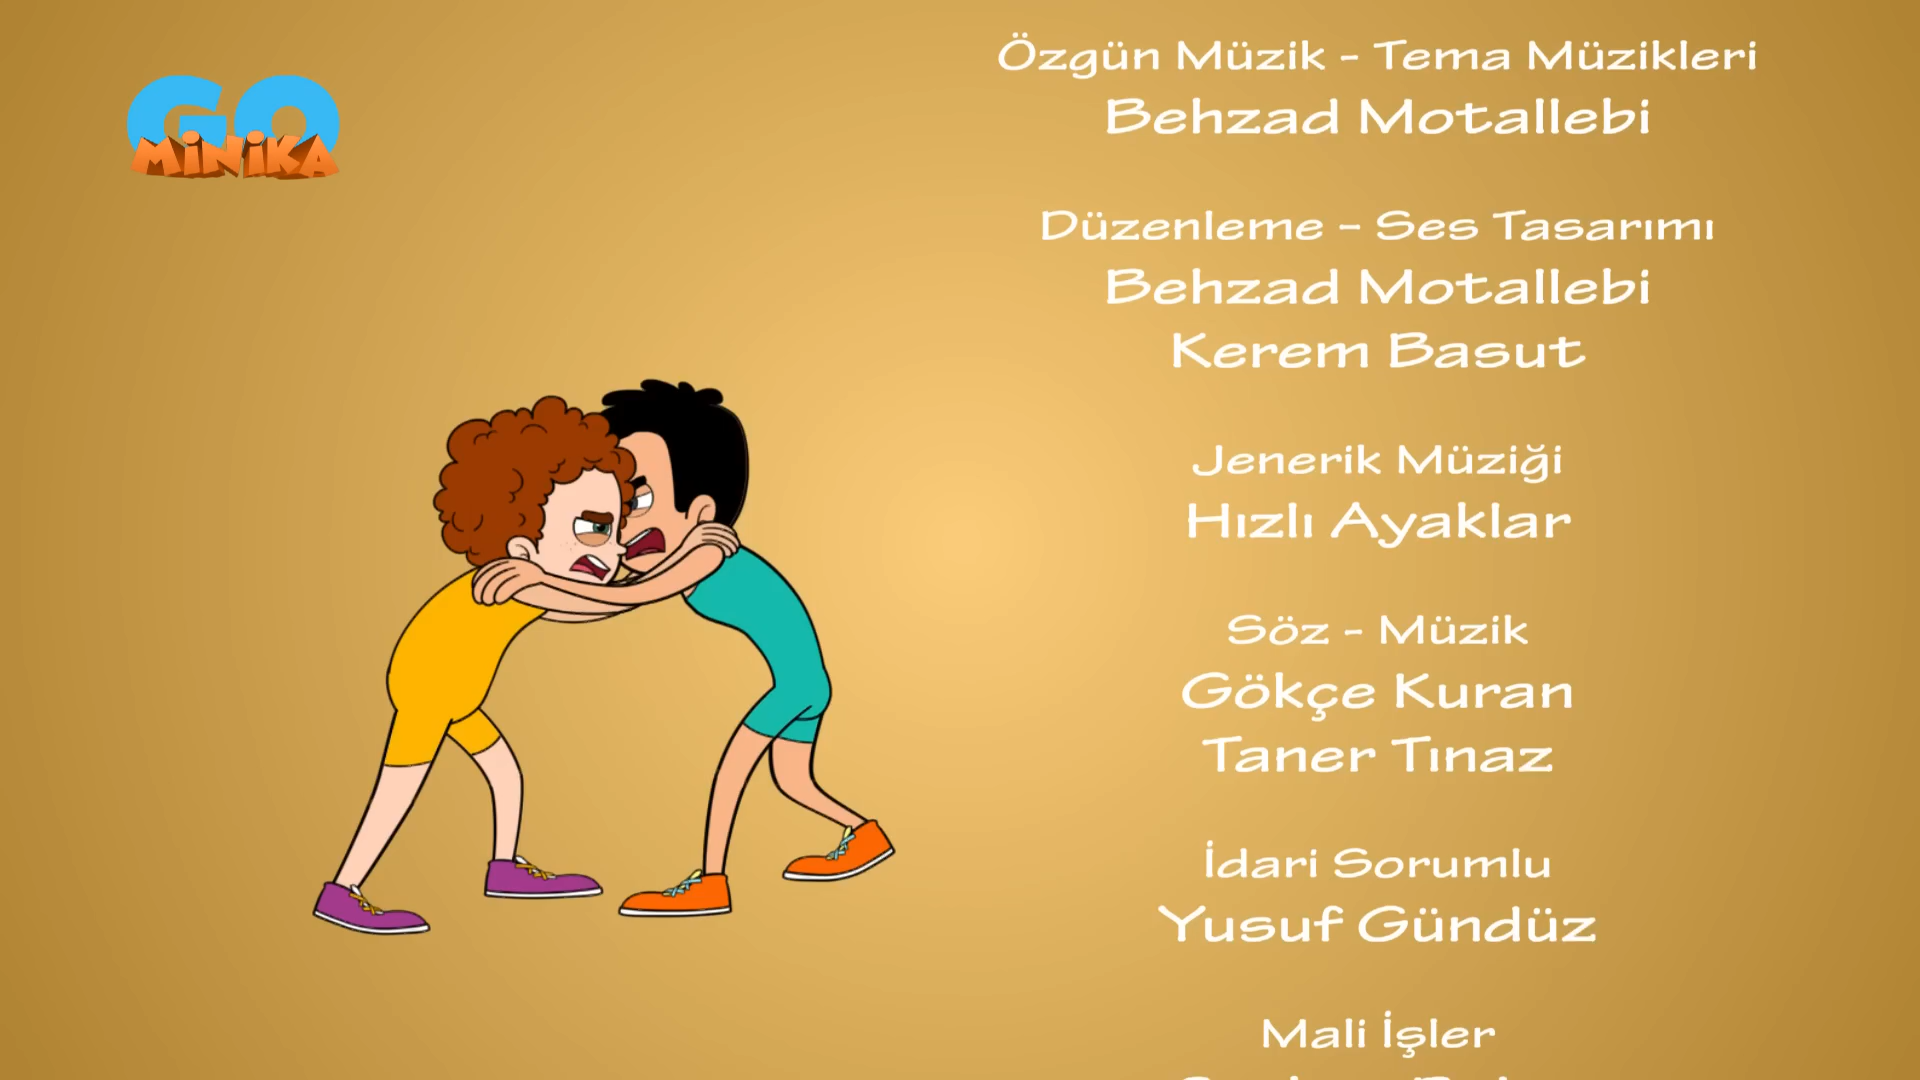 GO
MiNiKA
Özgün Müzik - Tema Müzikleri
Behzad Motallebi
Düzenleme - Ses Tasarımı
Behzad Motallebi
Kerem Basut
Jenerik Müziği
Hızlı Ayaklar
Söz - Müzik
Gökçe Kuran
Taner Tınaz
İdari Sorumlu
Yusuf Gündüz
Mali İşler